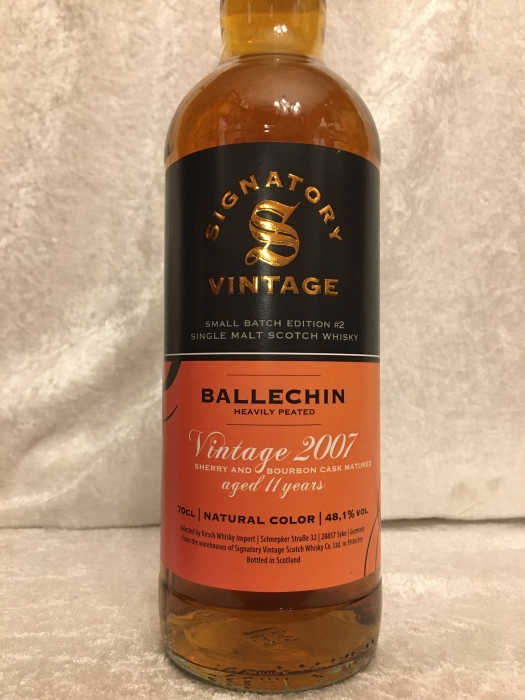 SIGNATORY
S
VINTAGE
SMALL BATCH EDITION #2
SINGLE MALT SCOTCH WHISKY
BALLECHIN
HEAVILY PEATED
Vintage 2007
SHERRY AND BOURBON CASK MATURED
aged 11 years
70CL | NATURAL COLOR | 48,1% VOL
Selected by Kirsch Whisky Import | Schnepker Straße 32 | 28857 Syke | Germany
From the warehouses of Signatory Vintage Scotch Whisky Co. Ltd. in Pitlochry
Bottled in Scotland